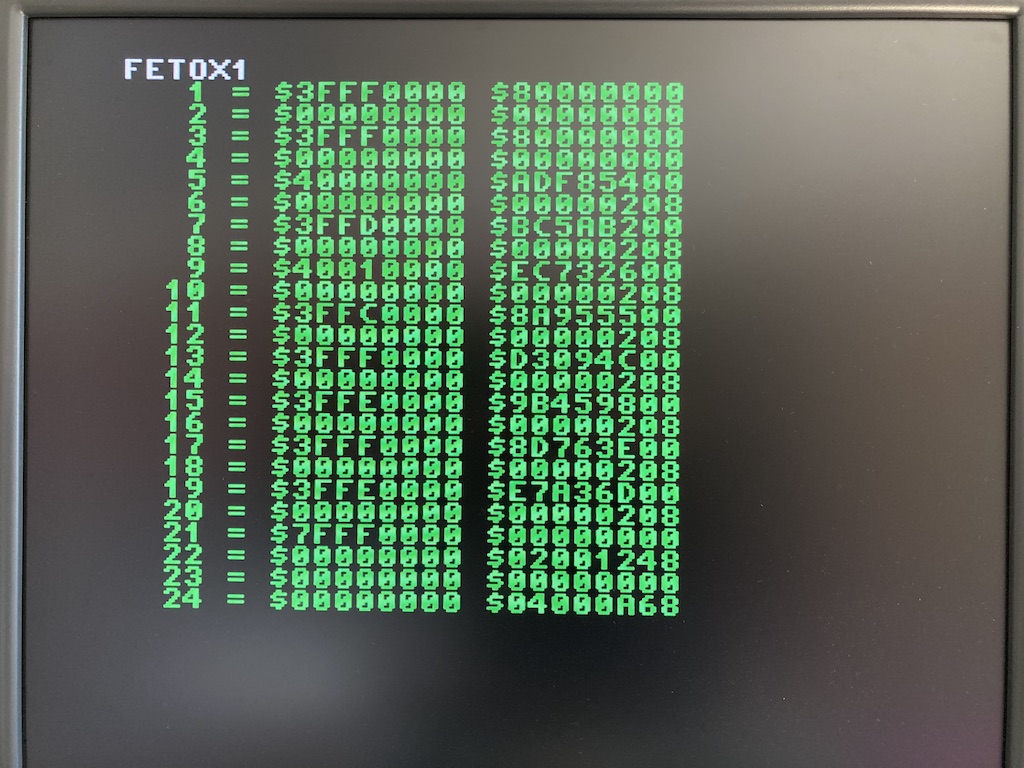 FETOX1
1 = $3FFF0000 $80000000
2 = $00000000 $00000000
3 = $3FFF0000 $80000000
4 = $00000000 $00000000
5 = $40000000 $ADF85400
6 = $00000000 $00000208
7 = $3FFD0000 $BC5AB200
8 = $00000000 $00000208
9 = $40010000 $EC732600
10 = $00000000 $00000208
11 = $3FFC0000 $8A955500
12 = $00000000 $00000208
13 = $3FFF0000 $D3094C00
14 = $00000000 $00000208
15 = $3FFE0000 $9B459800
16 = $00000000 $00000208
17 = $3FFF0000 $8D763E00
18 = $00000000 $00000208
19 = $3FFE0000 $E7A36D00
20 = $00000000 $00000208
21 = $7FFF0000 $00000000
22 = $00000000 $02001248
23 = $00000000 $00000000
24 = $00000000 $04000A68